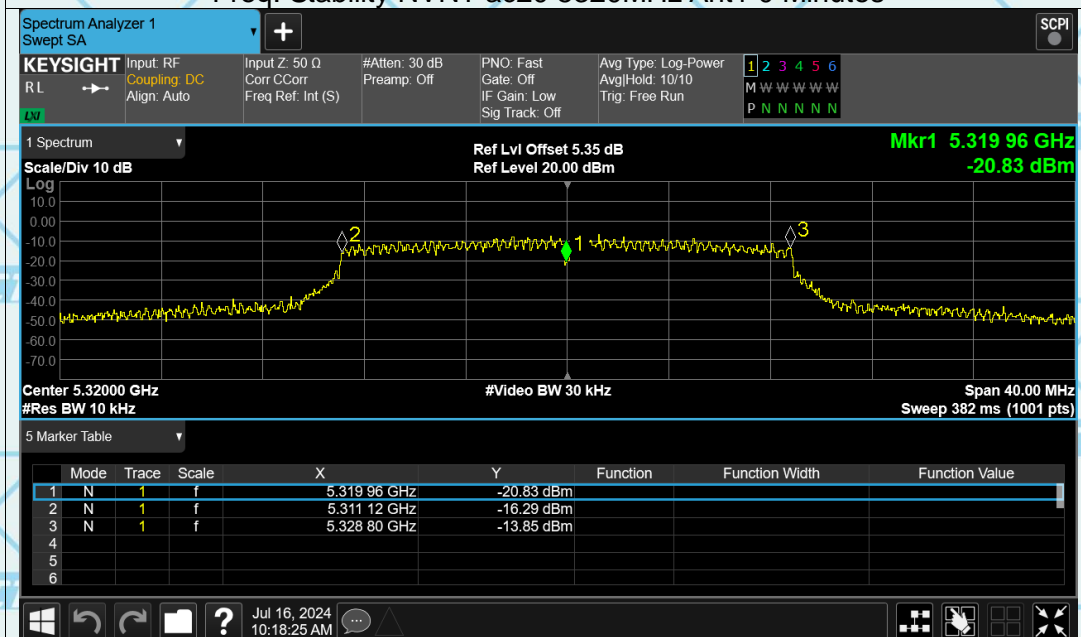 Freq. Stability NVNT ac20 5320MHz Ant1 0 Minutes
Spectrum Analyzer 1
Swept SA
+
SCPI
KEYSIGHT
RL
LXI
Input: RF
Coupling: DC
Align: Auto
Input Z: 50 Ω
Corr CCorr
Freq Ref: Int (S)
#Atten: 30 dB
Preamp: Off
PNO: Fast
Gate: Off
IF Gain: Low
Sig Track: Off
Avg Type: Log-Power
Avg|Hold: 10/10
Trig: Free Run
1 2 3 4 5 6
M W W W W W
P N N N N N
1 Spectrum
Scale/Div 10 dB
Ref Lvl Offset 5.35 dB
Ref Level 20.00 dBm
Mkr1 5.319 96 GHz
-20.83 dBm
Log
10.0
0.00
-10.0
-20.0
-30.0
-40.0
-50.0
-60.0
-70.0
2
1
3
Center 5.32000 GHz
#Video BW 30 kHz
Span 40.00 MHz
#Res BW 10 kHz
Sweep 382 ms (1001 pts)
5 Marker Table
Mode Trace Scale X Y Function Function Width Function Value
1 N 1 f 5.319 96 GHz -20.83 dBm
2 N 1 f 5.311 12 GHz -16.29 dBm
3 N 1 f 5.328 80 GHz -13.85 dBm
4
5
6
?
Jul 16, 2024
10:18:25 AM